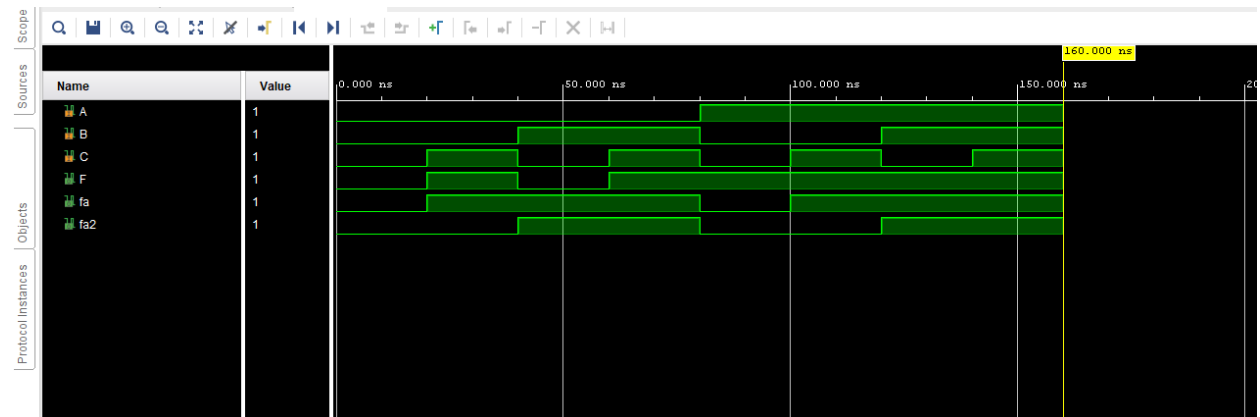 Scope
Sources
Objects
Protocol Instances
160.000 ns
Name Value
0.000 ns 50.000 ns 100.000 ns 150.000 ns 20
A 1
B 1
C 1
F 1
fa 1
fa2 1